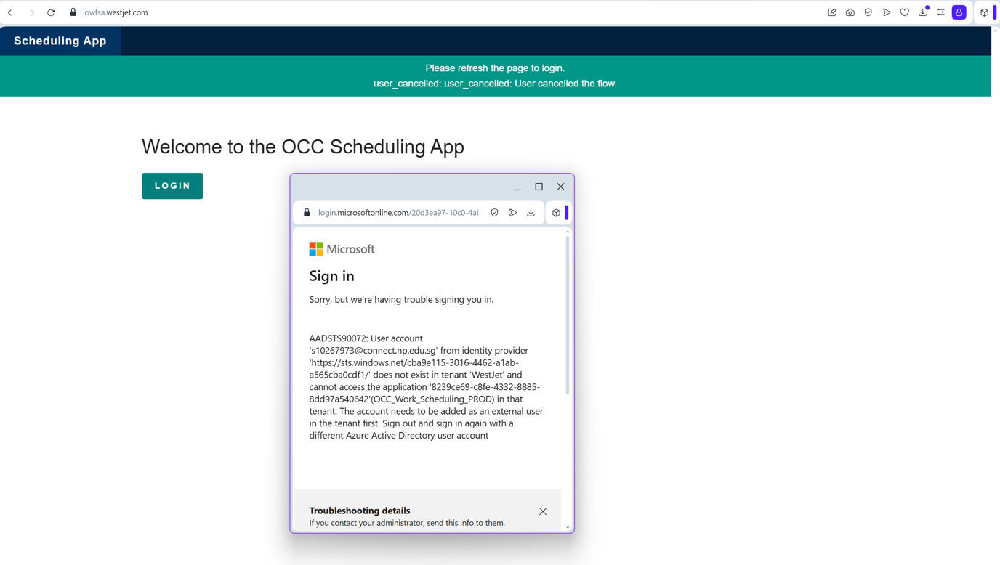 owfsa.westjet.com
Scheduling App
Please refresh the page to login.
user_cancelled: user_cancelled: User cancelled the flow.
Welcome to the OCC Scheduling App
LOGIN
login.microsoftonline.com/20d3ea97-10c0-4al
Microsoft
Sign in
Sorry, but we’re having trouble signing you in.
AADSTS90072: User account
's10267973@connect.np.edu.sg' from identity provider
'https://sts.windows.net/cba9e115-3016-4462-a1ab-
a565cba0cdf1/' does not exist in tenant 'WestJet' and
cannot access the application '8239ce69-c8fe-4332-8885-
8dd97a540642'(OCC_Work_Scheduling_PROD) in that
tenant. The account needs to be added as an external user
in the tenant first. Sign out and sign in again with a
different Azure Active Directory user account
Troubleshooting details
If you contact your administrator, send this info to them.